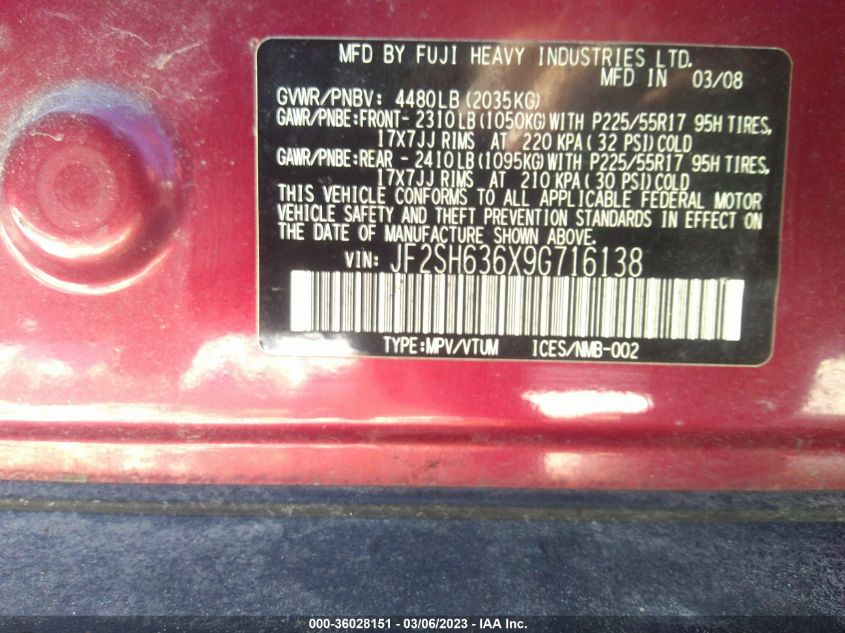 MFD BY FUJI HEAVY INDUSTRIES LTD.
MFD IN 03/08
GVWR/PNBV: 4480LB (2035KG)
GAWR/PNBE:FRONT- 2310 LB (1050KG) WITH P225/55R17 95H TIRES,
17X7JJ RIMS AT 220 KPA ( 32 PSI) COLD
GAWR/PNBE:REAR - 2410 LB (1095KG) WITH P225/55R17 95H TIRES,
17X7JJ RIMS AT 210 KPA ( 30 PSI) COLD
THIS VEHICLE CONFORMS TO ALL APPLICABLE FEDERAL MOTOR
VEHICLE SAFETY AND THEFT PREVENTION STANDARDS IN EFFECT ON
THE DATE OF MANUFACTURE SHOWN ABOVE.
VIN: JF2SH636X9G716138
TYPE:MPV/VTUM ICES/NMB-002
000-36028151 - 03/06/2023 - IAA Inc.